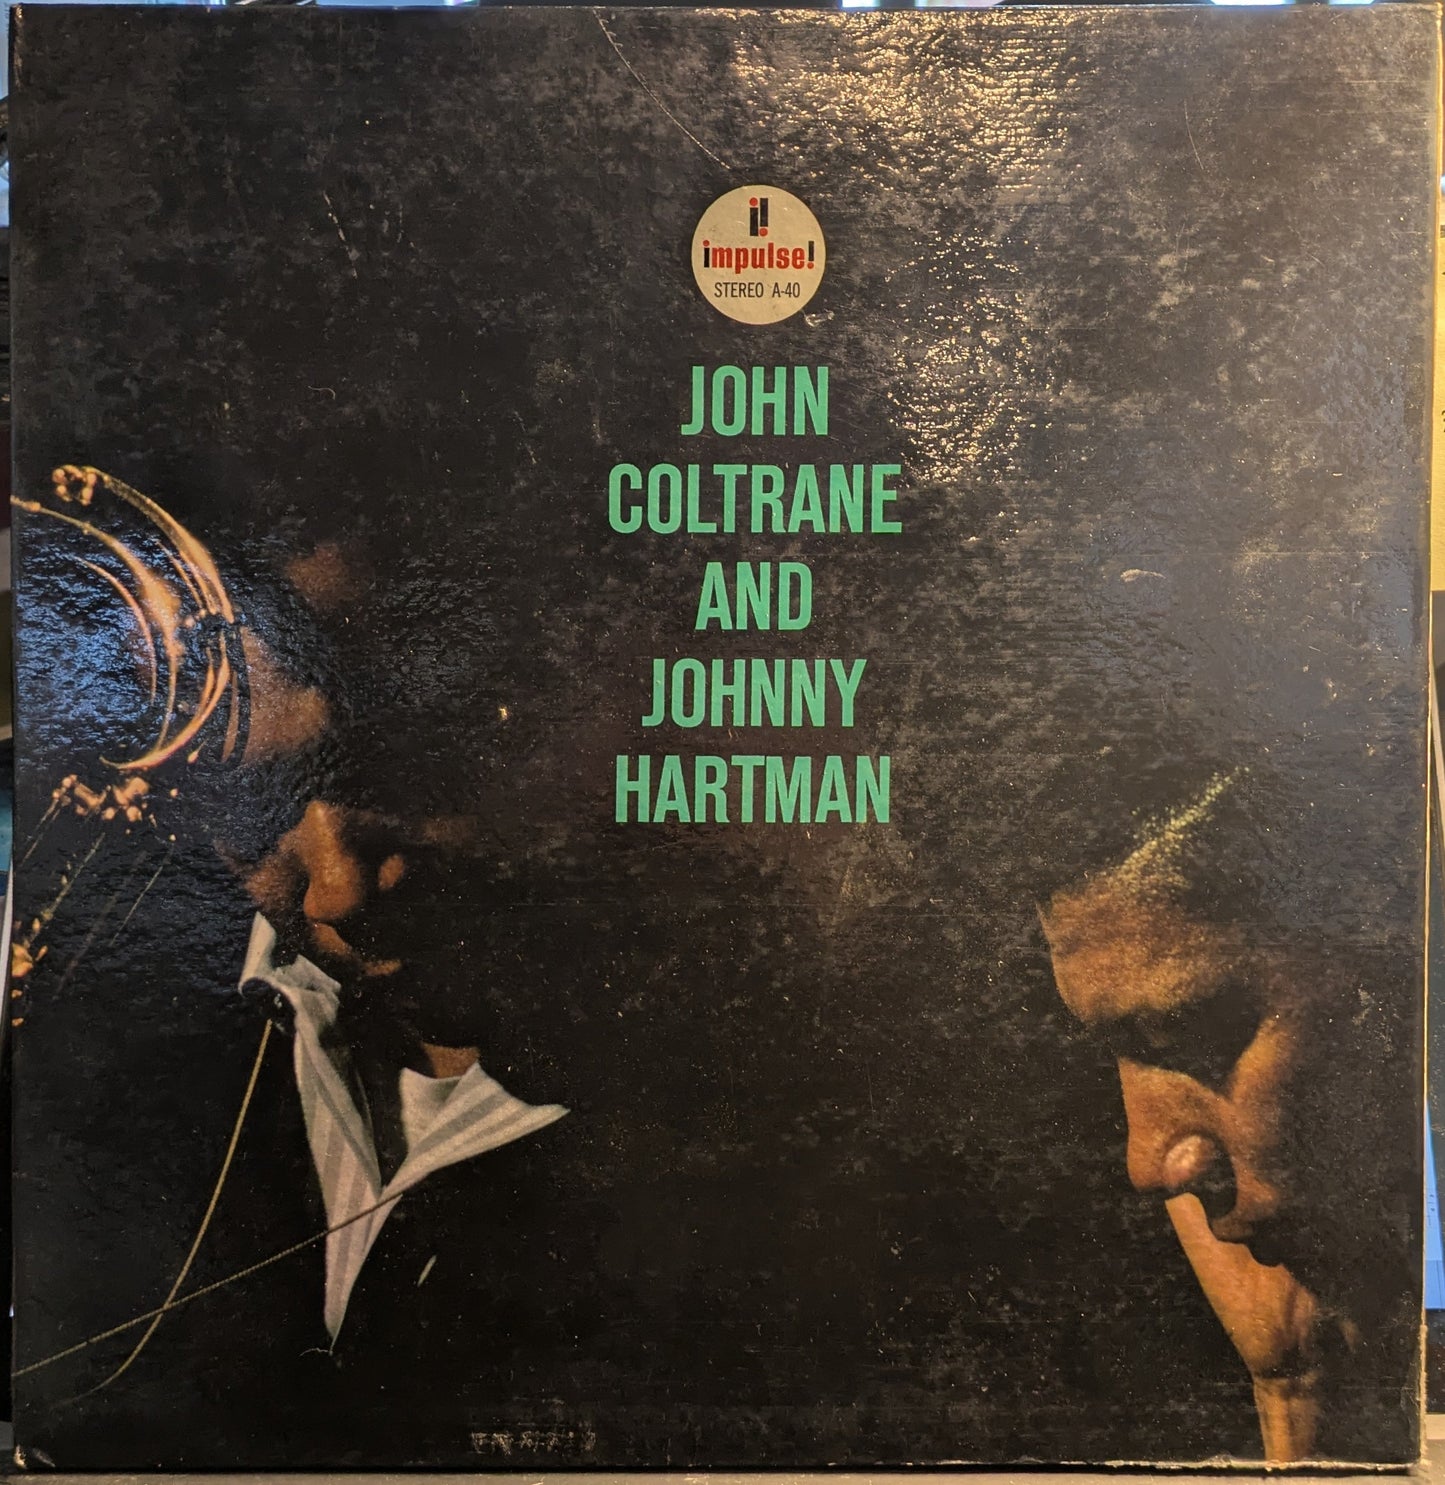 i!
impulse!
STEREO A-40
JOHN
COLTRANE
AND
JOHNNY
HARTMAN